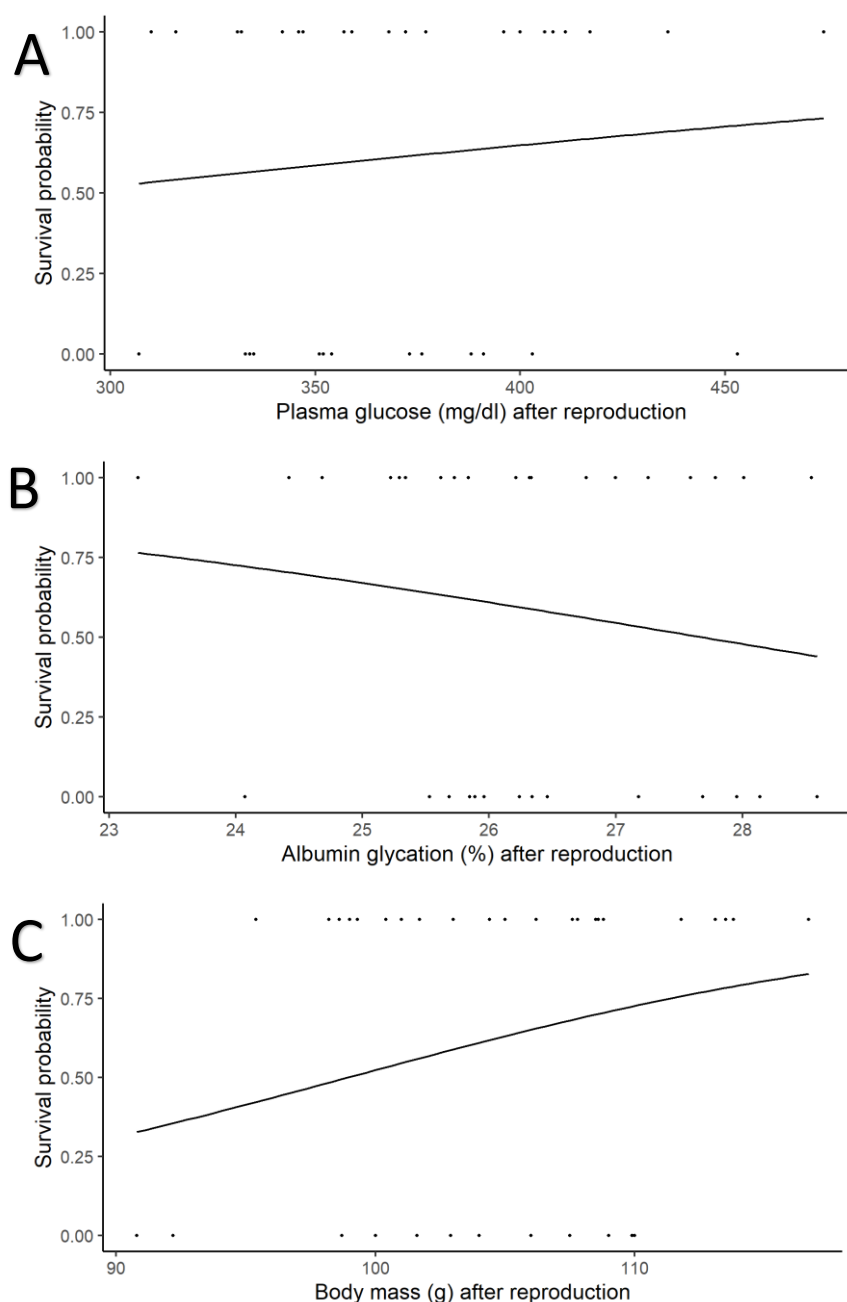 A
Survival probability
1.00
0.75
0.50
0.25
0.00
300 350 400 450
Plasma glucose (mg/dl) after reproduction
B
Survival probability
1.00
0.75
0.50
0.25
0.00
23 24 25 26 27 28
Albumin glycation (%) after reproduction
C
Survival probability
1.00
0.75
0.50
0.25
0.00
90 100 110
Body mass (g) after reproduction